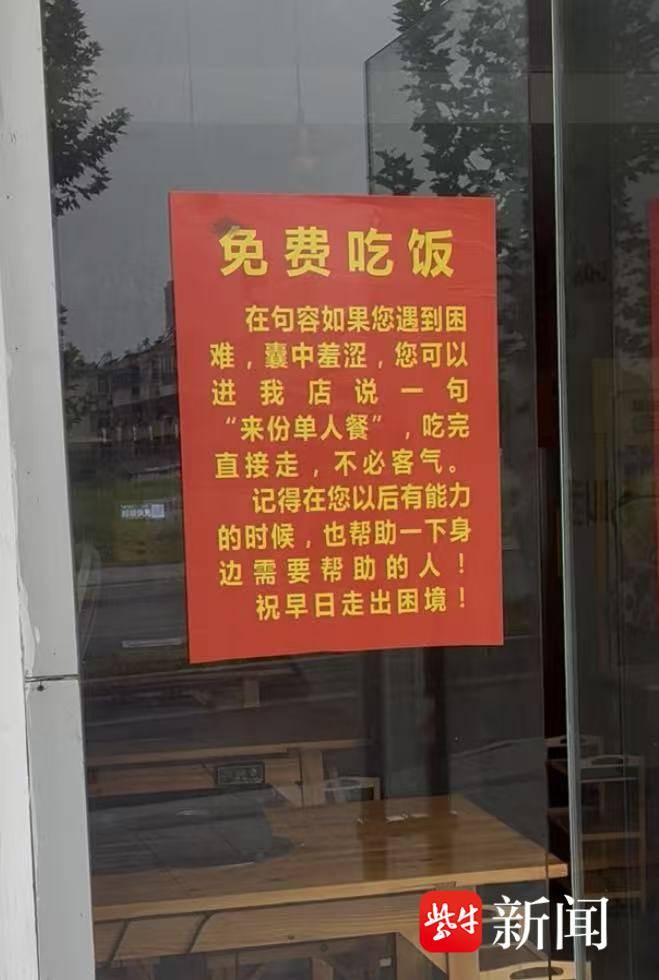 免费吃饭
在句容如果您遇到困
难，囊中羞涩，您可以
进我店说一句
“来份单人餐”，吃完
直接走，不必客气。
记得在您以后有能力
的时候，也帮助一下身
边需要帮助的人！
祝早日走出困境！
紫牛新闻